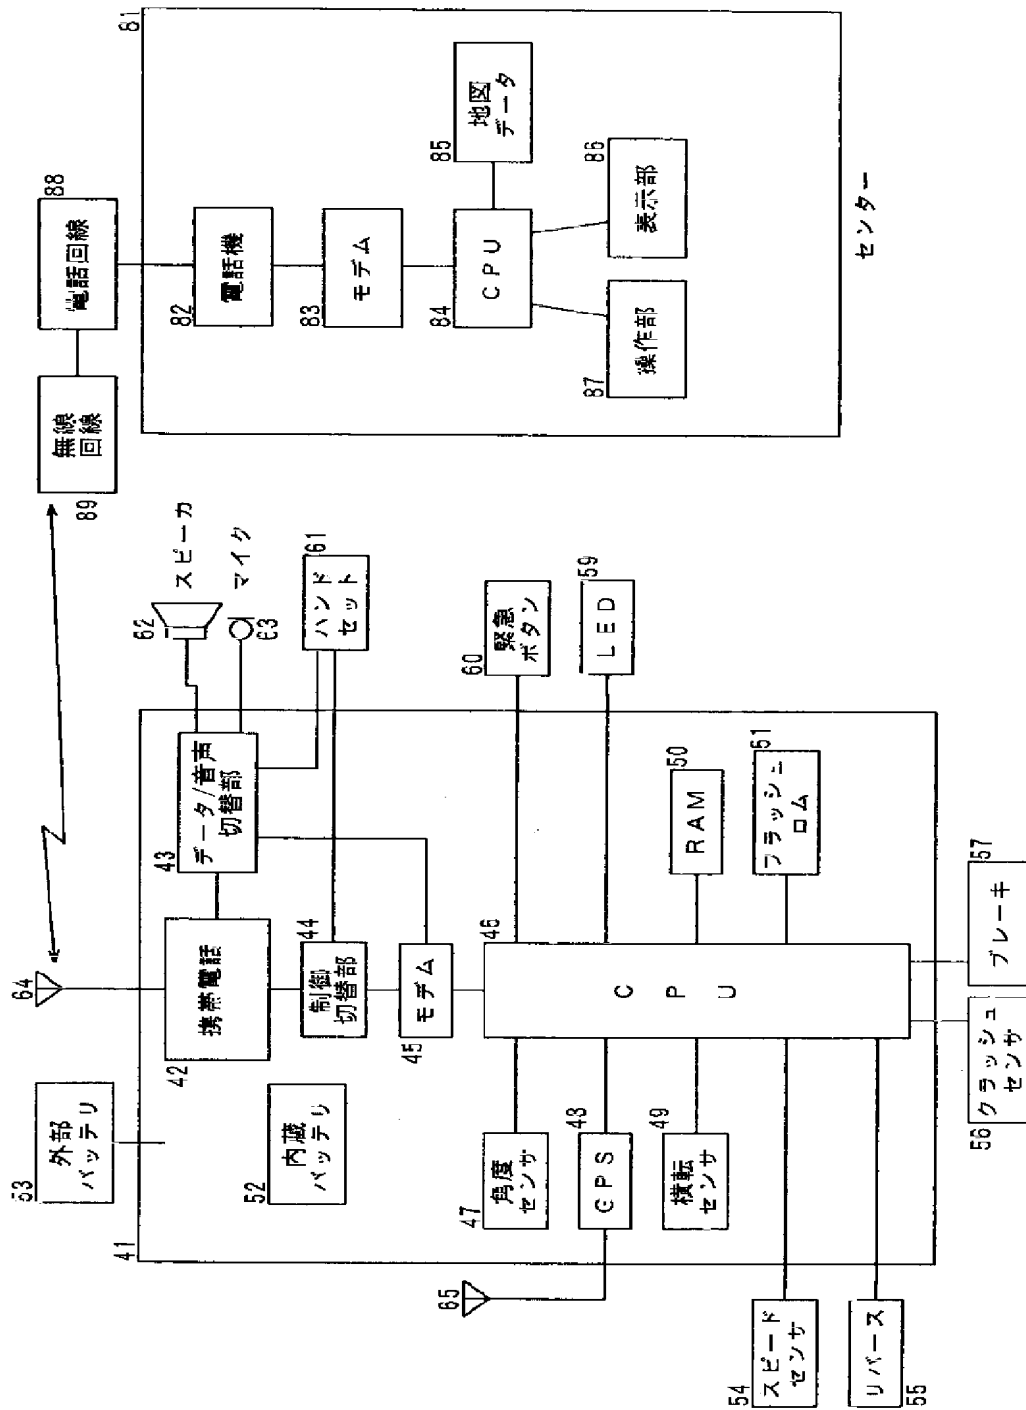 53
外部
バッテリ
64
41
52
内蔵
バッテリ
42
携帯電話
43
データ/音声
切替部
62
スピーカ
63
マイク
44
制御
切替部
61
ハンド
セット
45
モデム
46
CPU
47
角度
センサ
65
48
GPS
49
横転
センサ
60
緊急
ボタン
59
LED
50
RAM
51
フラッシュ
ロム
54
スピード
センサ
55
リバース
56
クラッシュ
センサ
57
ブレーキ
89
無線
回線
88
電話回線
81
82
電話機
83
モデム
84
CPU
85
地図
データ
87
操作部
86
表示部
センター